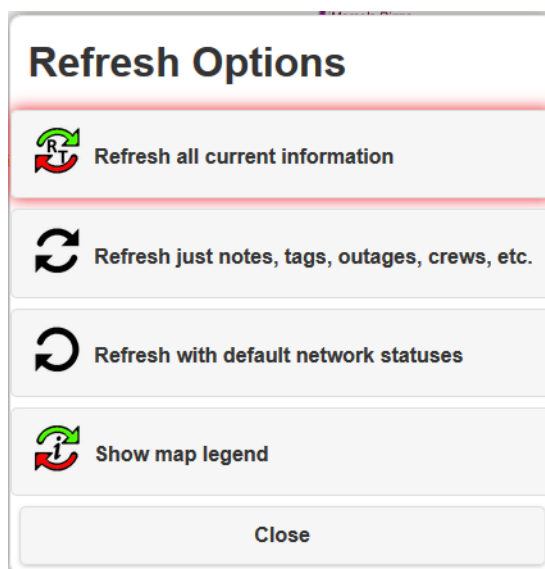 Refresh Options
R
T
Refresh all current information
Refresh just notes, tags, outages, crews, etc.
Refresh with default network statuses
i
Show map legend
Close